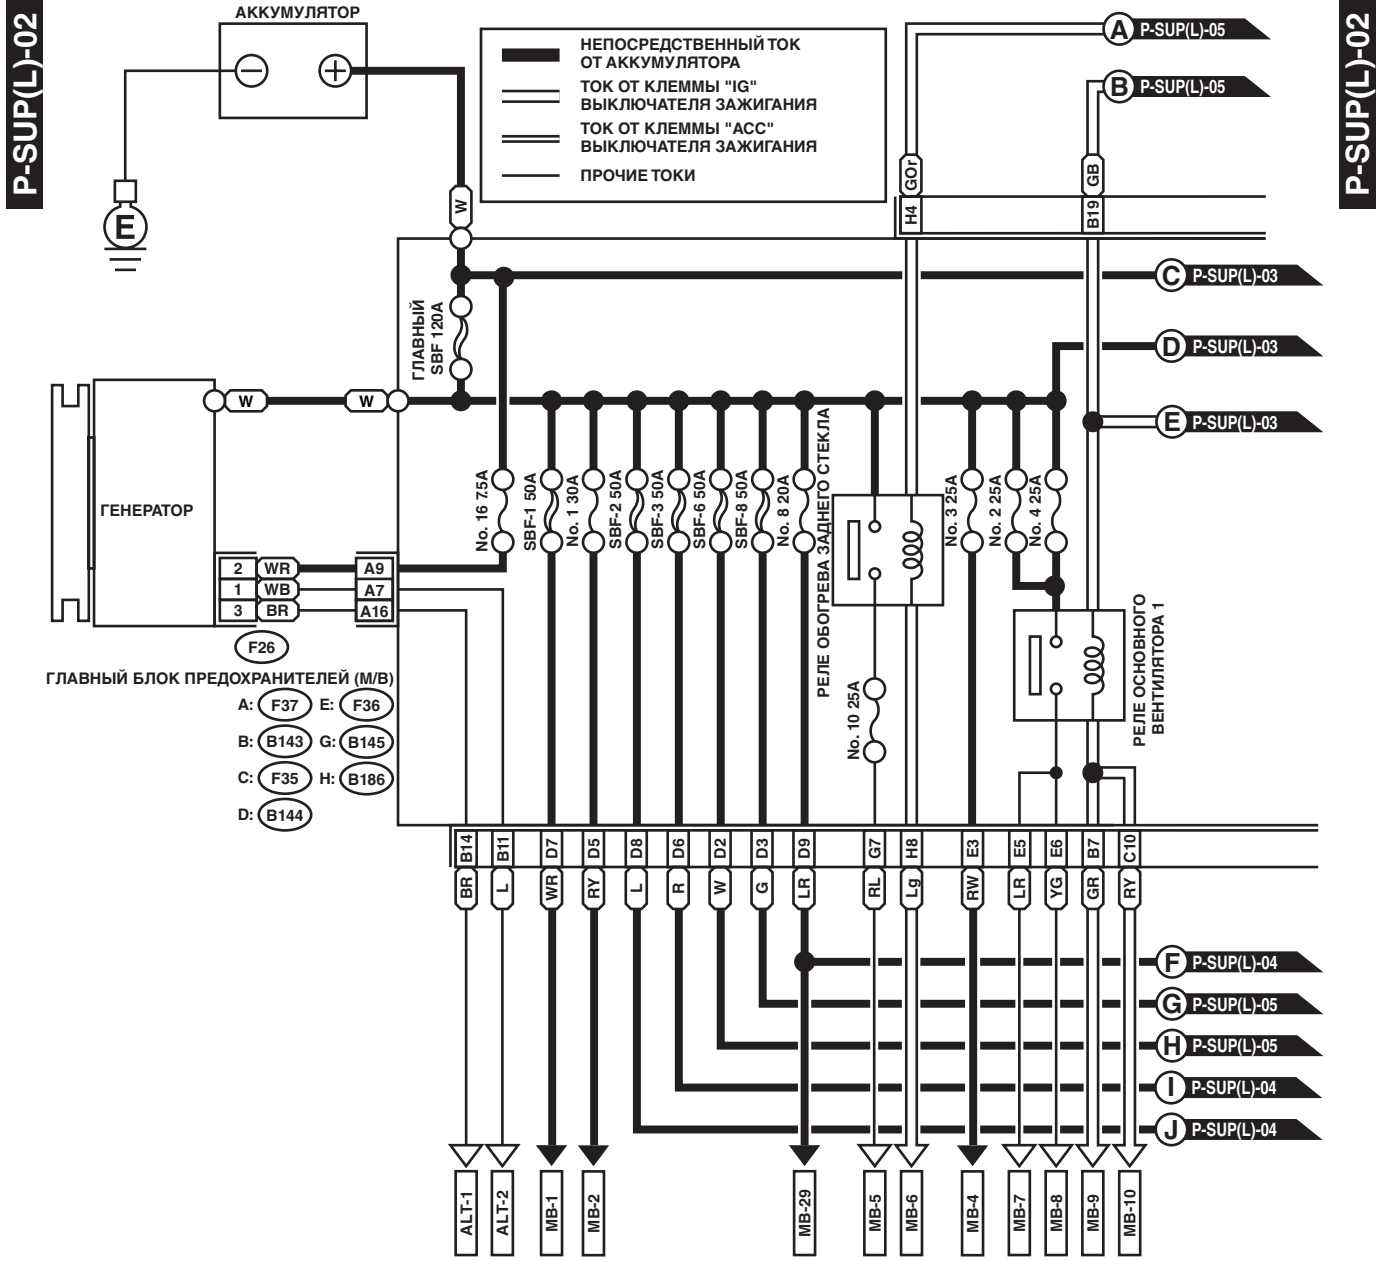 P-SUP(L)-02
P-SUP(L)-02
АККУМУЛЯТОР
− +
E
НЕПОСРЕДСТВЕННЫЙ ТОК
ОТ АККУМУЛЯТОРА
ТОК ОТ КЛЕММЫ "IG"
ВЫКЛЮЧАТЕЛЯ ЗАЖИГАНИЯ
ТОК ОТ КЛЕММЫ "ACC"
ВЫКЛЮЧАТЕЛЯ ЗАЖИГАНИЯ
ПРОЧИЕ ТОКИ
A P-SUP(L)-05
B P-SUP(L)-05
GOr GB
W
H4 B19
C P-SUP(L)-03
D P-SUP(L)-03
E P-SUP(L)-03
ГЛАВНЫЙ
SBF 120A
W W
ГЕНЕРАТОР
No. 16 7.5A
SBF-1 50A
No. 1 30A
SBF-2 50A
SBF-3 50A
SBF-6 50A
SBF-8 50A
No. 8 20A
РЕЛЕ ОБОГРЕВА ЗАДНЕГО СТЕКЛА
No. 3 25A
No. 2 25A
No. 4 25A
No. 10 25A
РЕЛЕ ОСНОВНОГО
ВЕНТИЛЯТОРА 1
2 WR A9
1 WB A7
3 BR A16
F26
ГЛАВНЫЙ БЛОК ПРЕДОХРАНИТЕЛЕЙ (M/B)
A: F37 E: F36
B: B143 G: B145
C: F35 H: B186
D: B144
B14 B11 D7 D5 D8 D6 D2 D3 D9 G7 H8 E3 E5 E6 B7 C10
BR L WR RY L R W G LR RL Lg RW LR YG GR RY
F P-SUP(L)-04
G P-SUP(L)-05
H P-SUP(L)-05
I P-SUP(L)-04
J P-SUP(L)-04
ALT-1 ALT-2 MB-1 MB-2 MB-29 MB-5 MB-6 MB-4 MB-7 MB-8 MB-9 MB-10